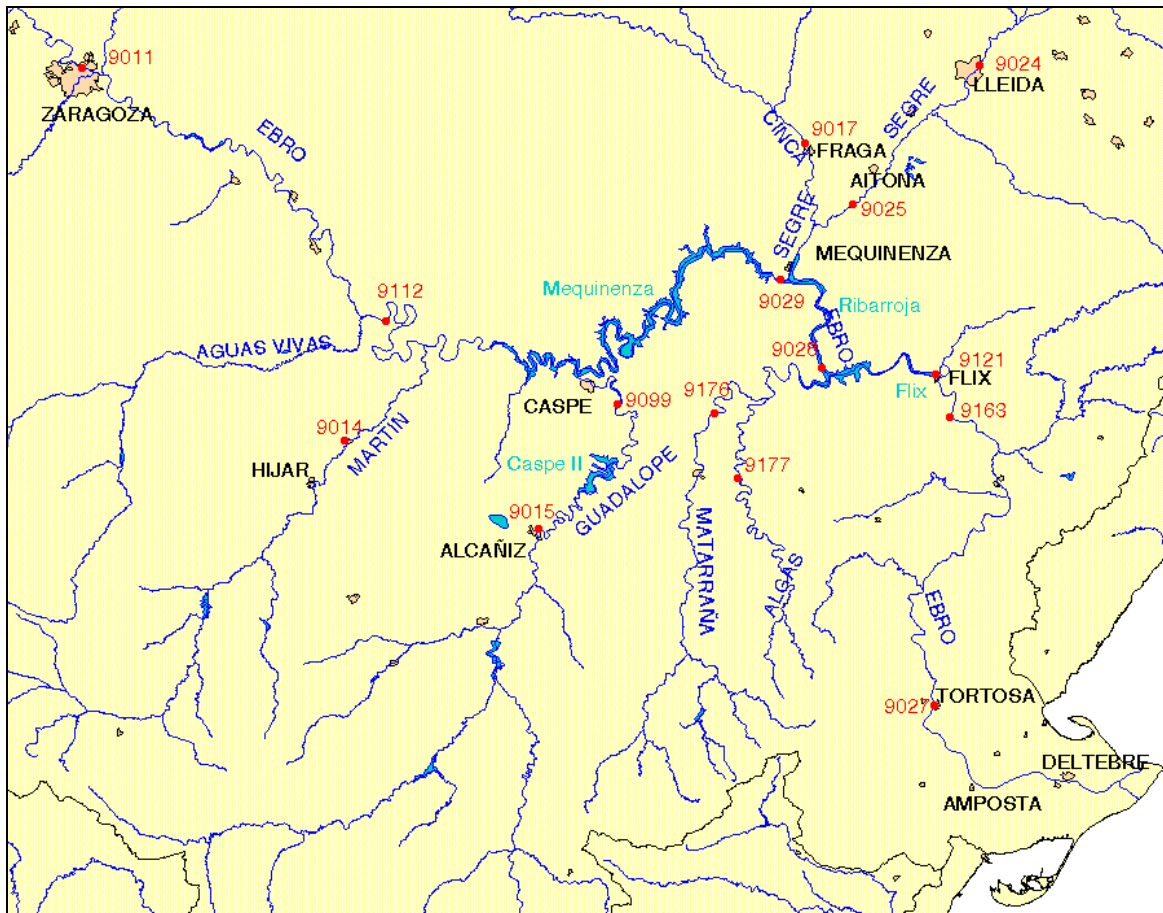 9011
ZARAGOZA
EBRO
9024
LLEIDA
SEGRE
CINCA
9017
FRAGA
AITONA
9025
SEGRE
MEQUINENZA
9029
Mequinenza
Ribarroja
9112
AGUAS VIVAS
EBRO
9028
9121
FLIX
Flix
9163
CASPE
9099
9176
9014
MARTIN
HIJAR
Caspe II
GUADALOPE
9177
9015
ALCAÑIZ
MATARRAÑA
ALGAS
EBRO
9027
TORTOSA
DELTEBRE
AMPOSTA